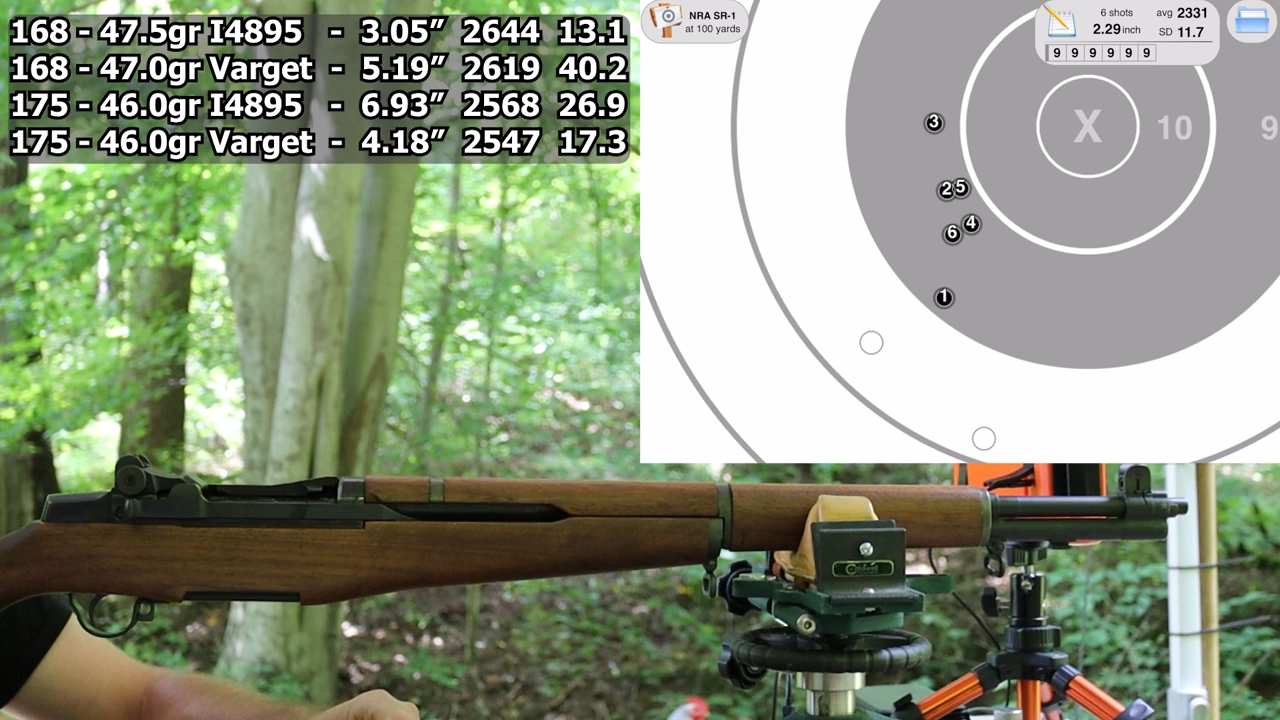 168 - 47.5gr I4895 - 3.05” 2644 13.1
168 - 47.0gr Varget - 5.19” 2619 40.2
175 - 46.0gr I4895 - 6.93” 2568 26.9
175 - 46.0gr Varget - 4.18” 2547 17.3
NRA SR-1
at 100 yards
6 shots avg 2331
2.29 inch SD 11.7
9 9 9 9 9 9
X 10 9
3
2 5
4
6
1
Caldwell